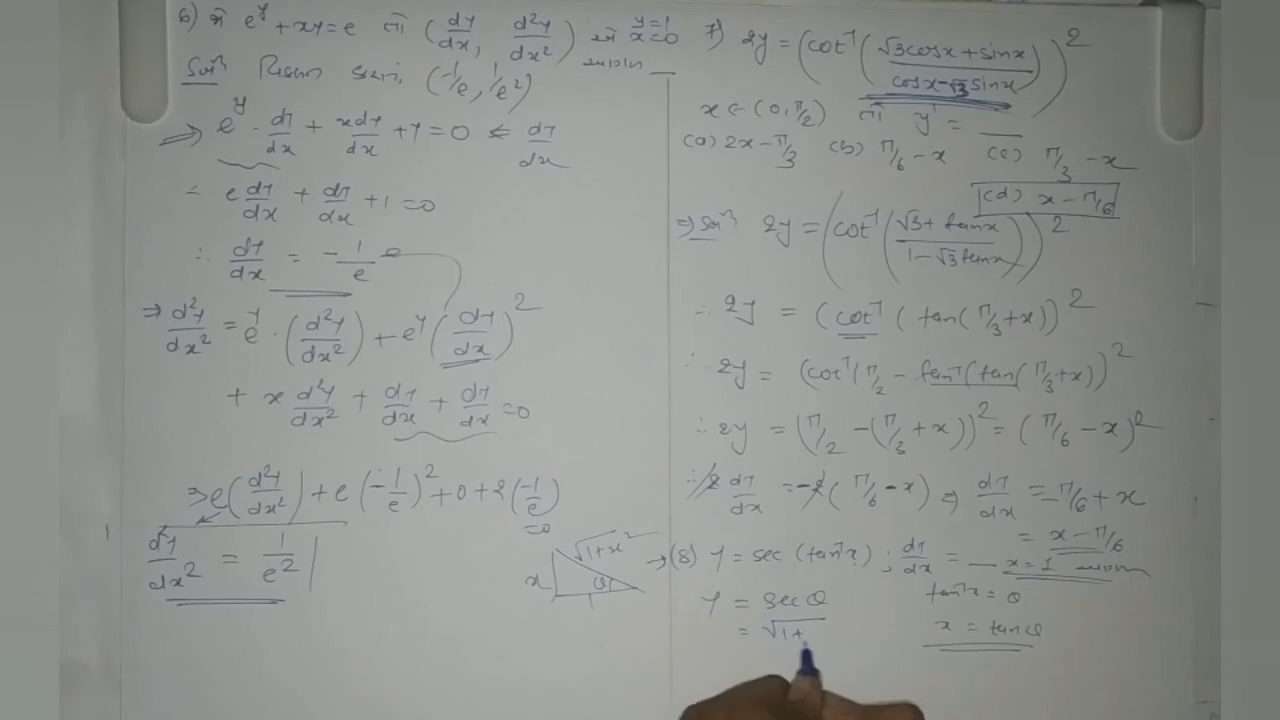 6) જો e^y + xy = e તો (dy/dx, d²y/dx²) એ y=1 x=0
આગળ __
(-1/e, 1/e²)
⇒ e^y · dy/dx + x dy/dx + y = 0 ⇐ dy/dx
∴ e dy/dx + dy/dx + 1 = 0
∴ dy/dx = -1/e
⇒ d²y/dx² = e^y · (d²y/dx²) + e^y (dy/dx)²
+ x d²y/dx² + dy/dx + dy/dx = 0
⇒ e(d²y/dx²) + e(-1/e)² + 0 + 2(-1/e) = 0
d²y/dx² = 1/e²
7) 2y = (cot⁻¹((√3cosx + sinx)/(cosx - √3sinx)))²
x ∈ (0, π/2) તો y' = __
(a) 2x - π/3 (b) π/6 - x (c) π/3 - x
(d) x - π/6
⇒ 2y = (cot⁻¹((√3 + tanx)/(1 - √3tanx)))²
∴ 2y = (cot⁻¹(tan(π/3 + x)))²
∴ 2y = (cot⁻¹(π/2 - tan⁻¹(tan(π/3 + x)))²
∴ 2y = (π/2 - (π/3 + x))² = (π/6 - x)²
∴ 2 dy/dx = -2(π/6 - x) ⇒ dy/dx = -π/6 + x
= x - π/6
→ (8) y = sec(tan⁻¹x) ; dy/dx = __ x=1 આગળ
y = secθ
= √1+
tan⁻¹x = θ
x = tanθ
√1+x²
x
θ
1